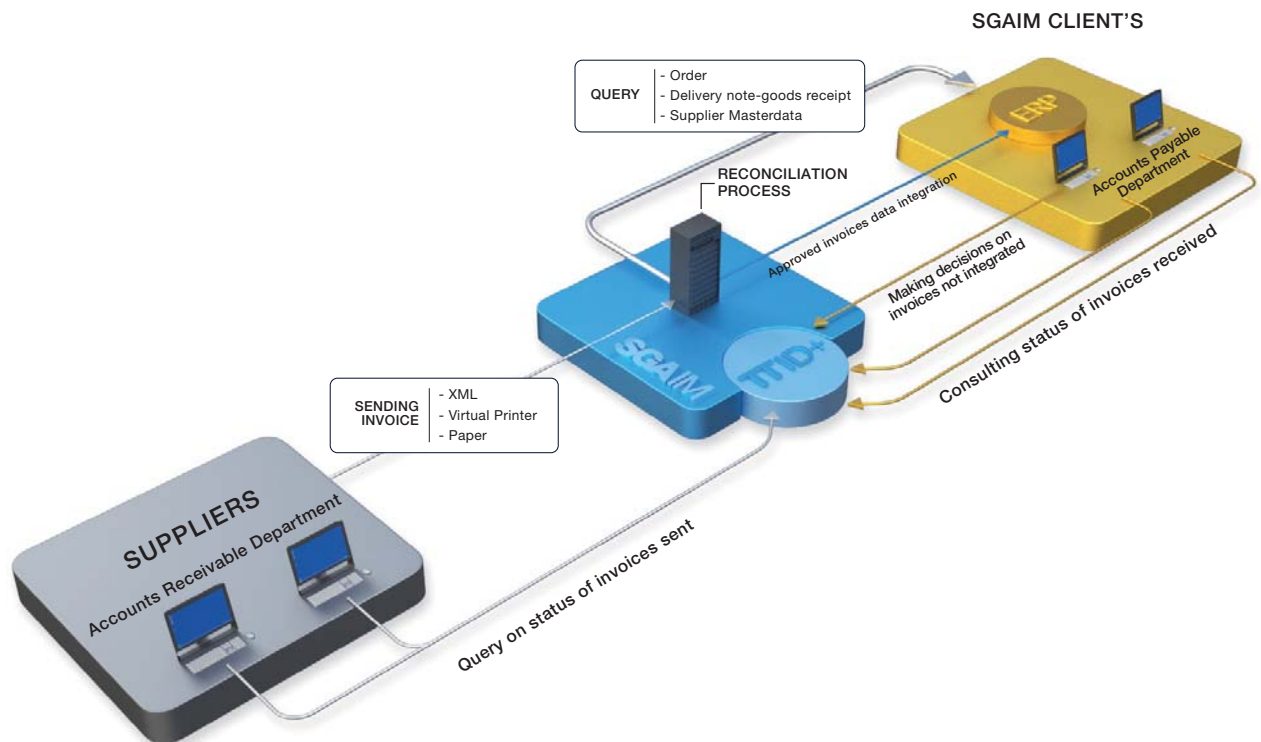 SGAIM CLIENT'S
QUERY
- Order
- Delivery note-goods receipt
- Supplier Masterdata
ERP
Accounts Payable
Department
RECONCILIATION
PROCESS
Approved invoices data integration
Making decisions on
invoices not integrated
Consulting status of invoices received
SGAIM
SENDING
INVOICE
- XML
- Virtual Printer
- Paper
SUPPLIERS
Accounts Receivable Department
Query on status of invoices sent